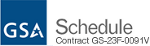 GSA Schedule
Contract GS-23F-0091V